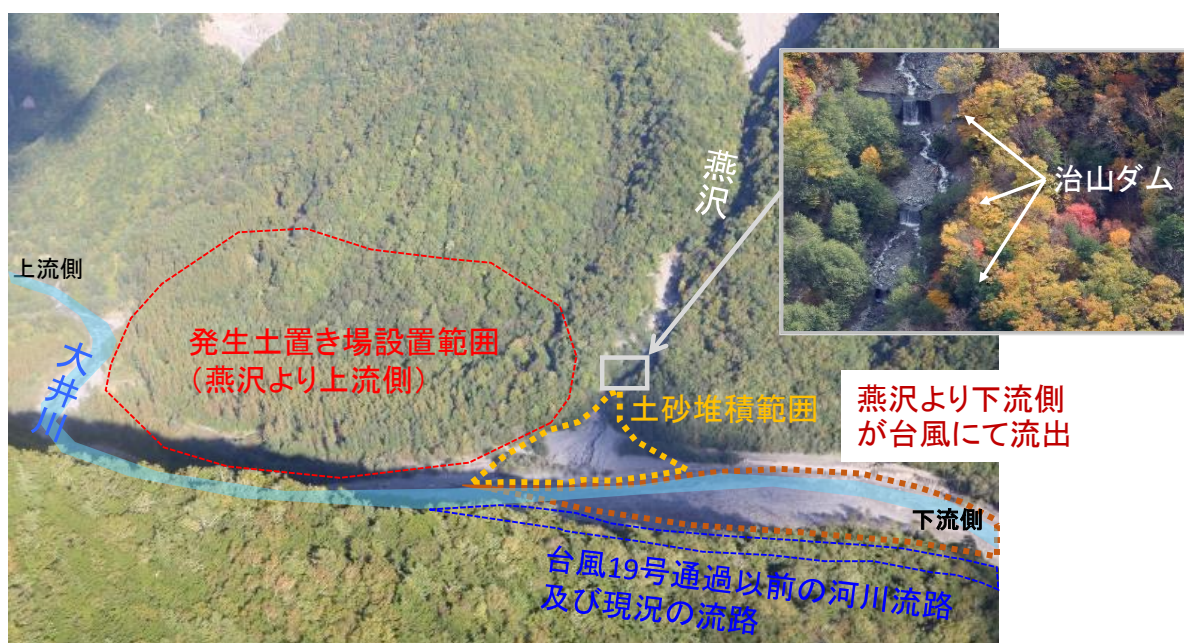 燕沢
治山ダム
上流側
大井川
発生土置き場設置範囲
（燕沢より上流側）
土砂堆積範囲
燕沢より下流側
が台風にて流出
下流側
台風19号通過以前の河川流路
及び現況の流路